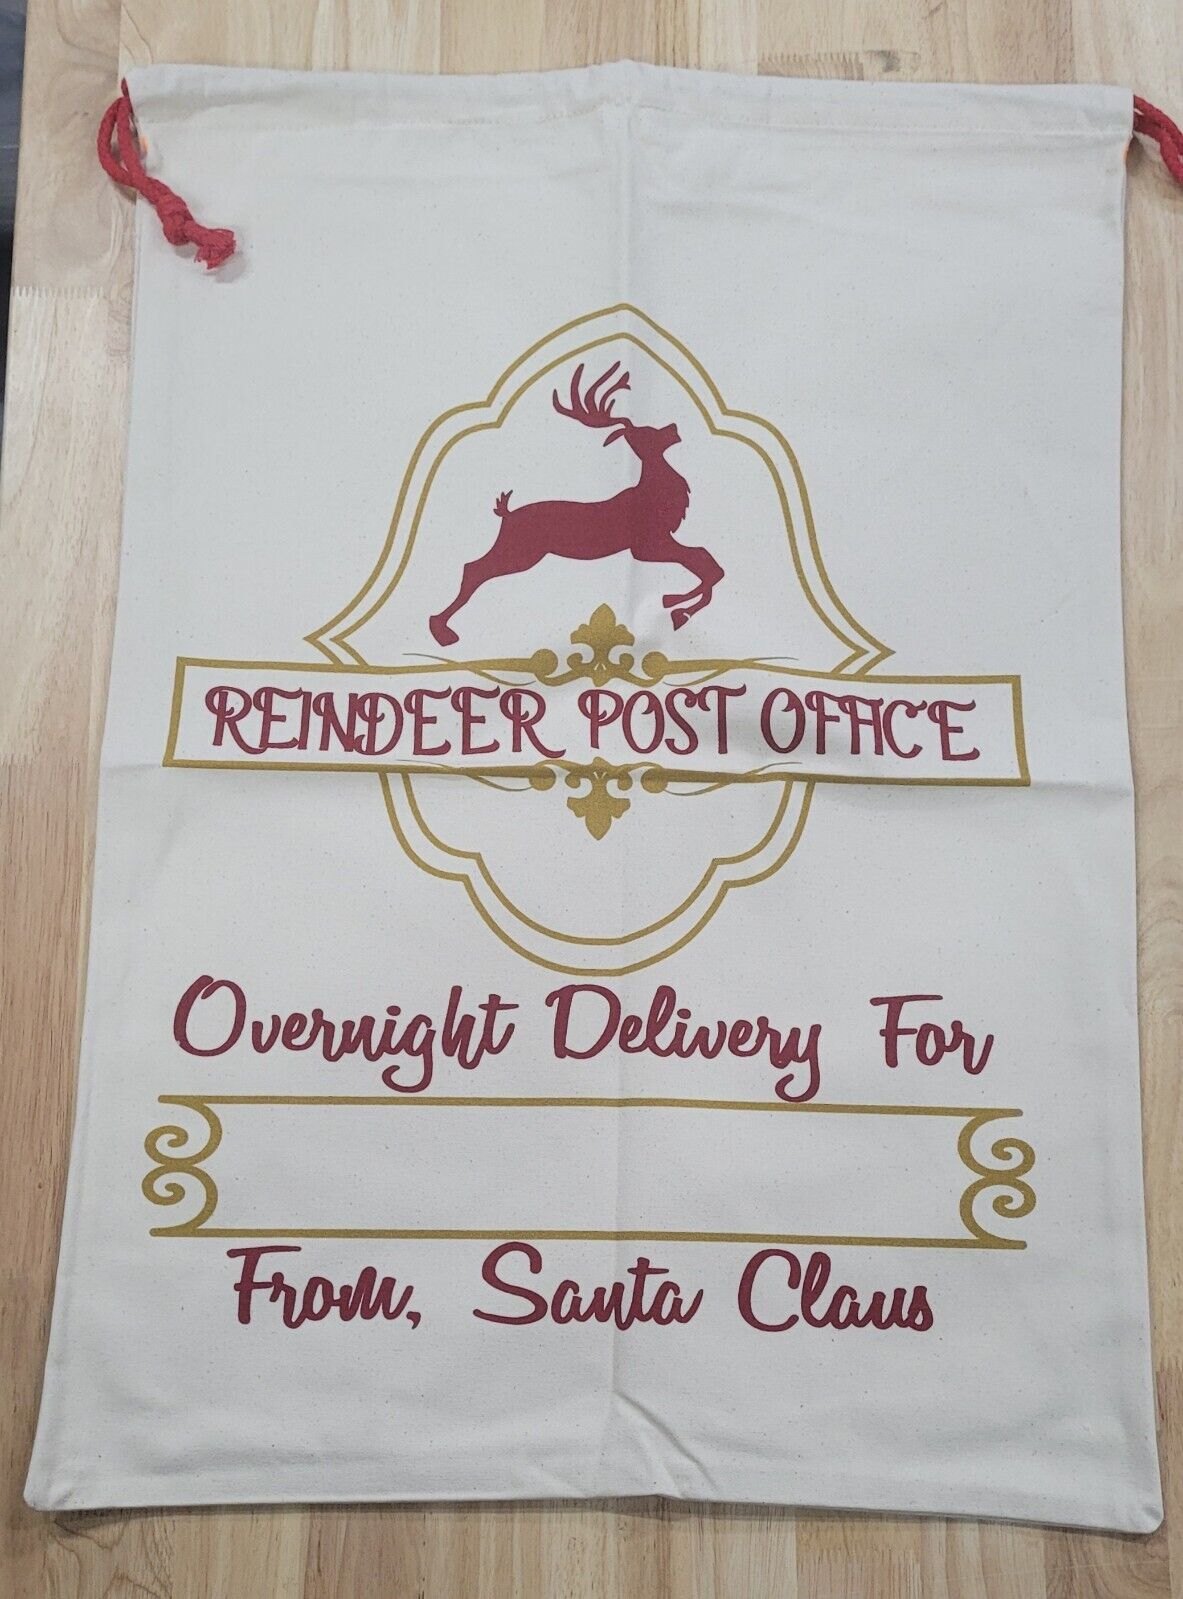 REINDEER POST OFFICE
Overnight Delivery For
From, Santa Claus